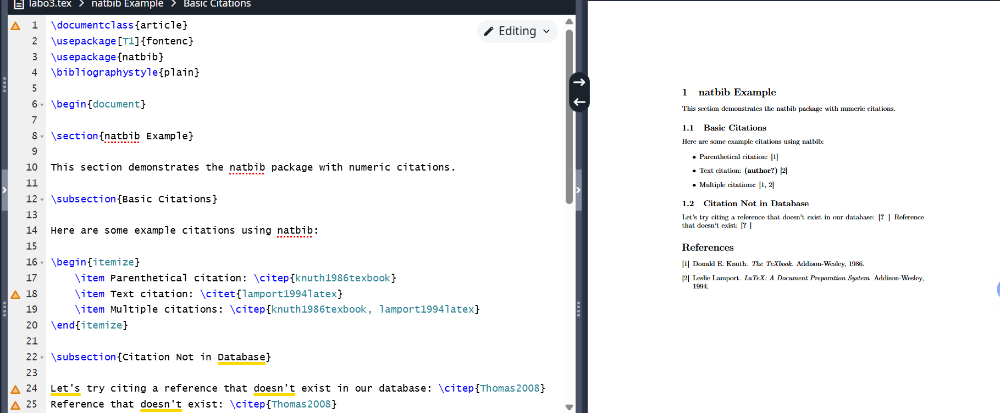 labo3.tex > natbib Example > Basic Citations
Editing
1 \documentclass{article}
2 \usepackage[T1]{fontenc}
3 \usepackage{natbib}
4 \bibliographystyle{plain}
5
6 \begin{document}
7
8 \section{natbib Example}
9
10 This section demonstrates the natbib package with numeric citations.
11
12 \subsection{Basic Citations}
13
14 Here are some example citations using natbib:
15
16 \begin{itemize}
17 \item Parenthetical citation: \citep{knuth1986texbook}
18 \item Text citation: \citet{lamport1994latex}
19 \item Multiple citations: \citep{knuth1986texbook, lamport1994latex}
20 \end{itemize}
21
22 \subsection{Citation Not in Database}
23
24 Let's try citing a reference that doesn't exist in our database: \citep{Thomas2008}
25 Reference that doesn't exist: \citep{Thomas2008}
1 natbib Example
This section demonstrates the natbib package with numeric citations.
1.1 Basic Citations
Here are some example citations using natbib:
• Parenthetical citation: [1]
• Text citation: (author?) [2]
• Multiple citations: [1, 2]
1.2 Citation Not in Database
Let's try citing a reference that doesn't exist in our database: [? ] Reference
that doesn't exist: [? ]
References
[1] Donald E. Knuth. The TeXbook. Addison-Wesley, 1986.
[2] Leslie Lamport. LaTeX: A Document Preparation System. Addison-Wesley,
1994.